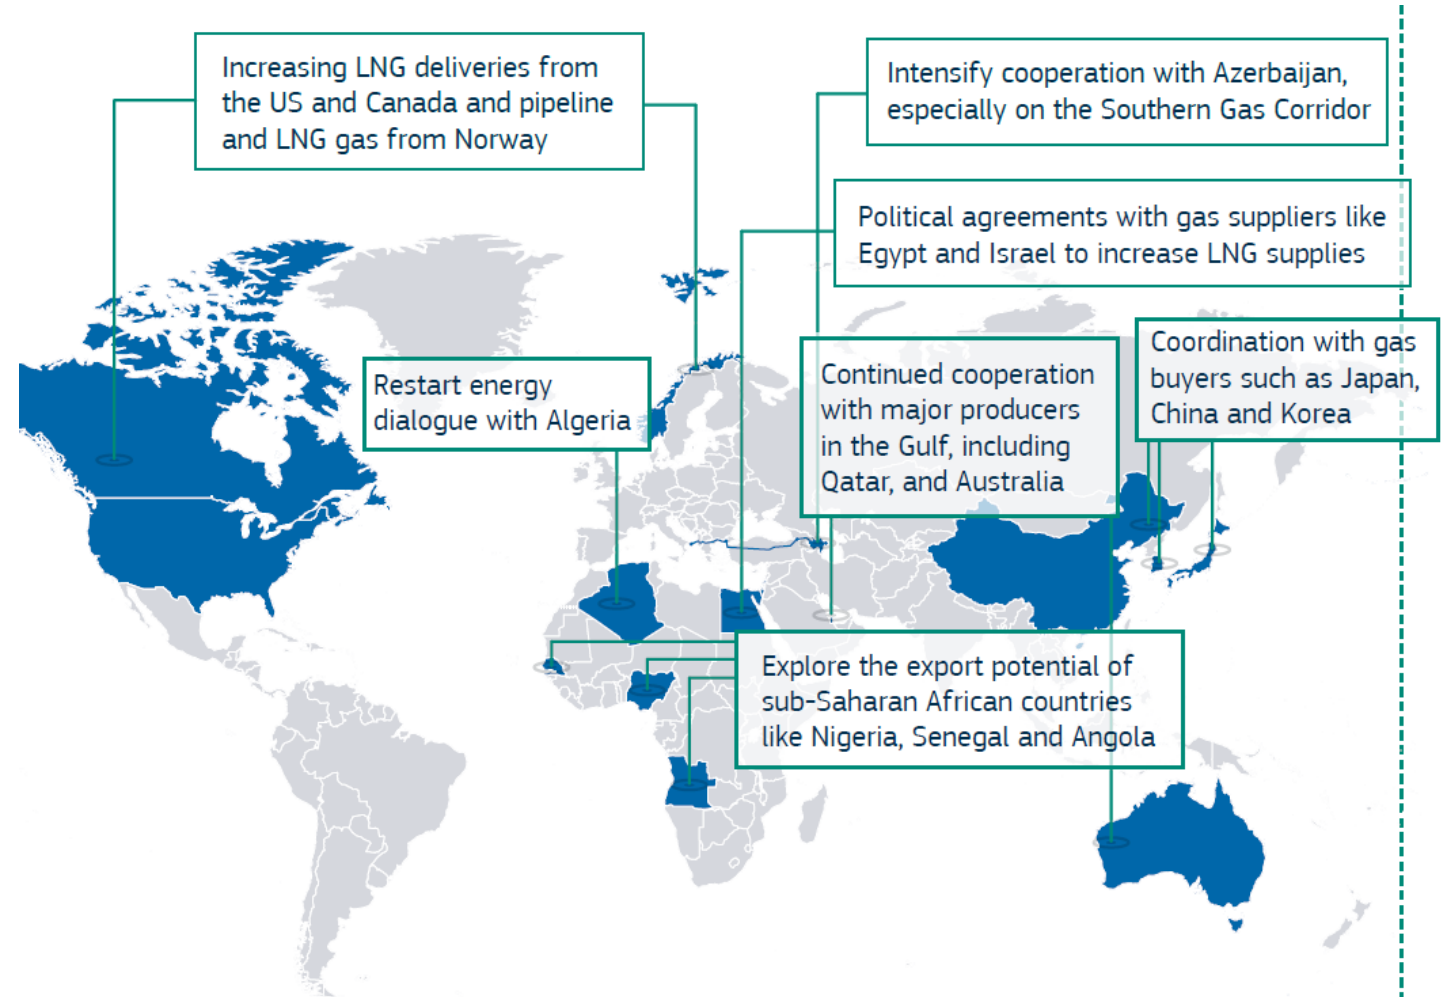 Increasing LNG deliveries from
the US and Canada and pipeline
and LNG gas from Norway
Intensify cooperation with Azerbaijan,
especially on the Southern Gas Corridor
Political agreements with gas suppliers like
Egypt and Israel to increase LNG supplies
Restart energy
dialogue with Algeria
Continued cooperation
with major producers
in the Gulf, including
Qatar, and Australia
Coordination with gas
buyers such as Japan,
China and Korea
Explore the export potential of
sub-Saharan African countries
like Nigeria, Senegal and Angola